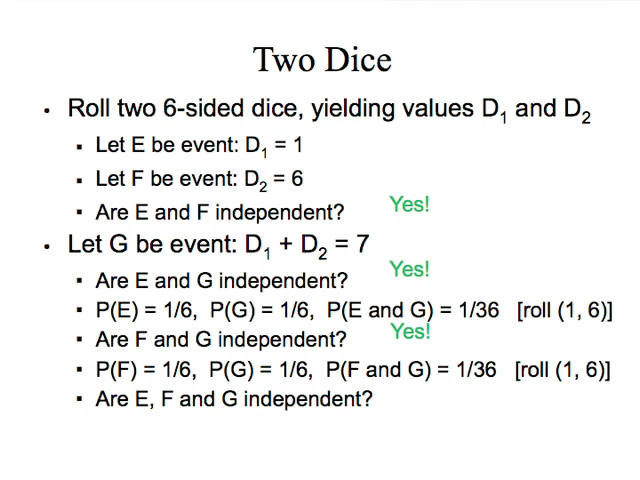 Two Dice
• Roll two 6-sided dice, yielding values D₁ and D₂
▪ Let E be event: D₁ = 1
▪ Let F be event: D₂ = 6
▪ Are E and F independent? Yes!
• Let G be event: D₁ + D₂ = 7
▪ Are E and G independent? Yes!
▪ P(E) = 1/6, P(G) = 1/6, P(E and G) = 1/36 [roll (1, 6)]
▪ Are F and G independent? Yes!
▪ P(F) = 1/6, P(G) = 1/6, P(F and G) = 1/36 [roll (1, 6)]
▪ Are E, F and G independent?